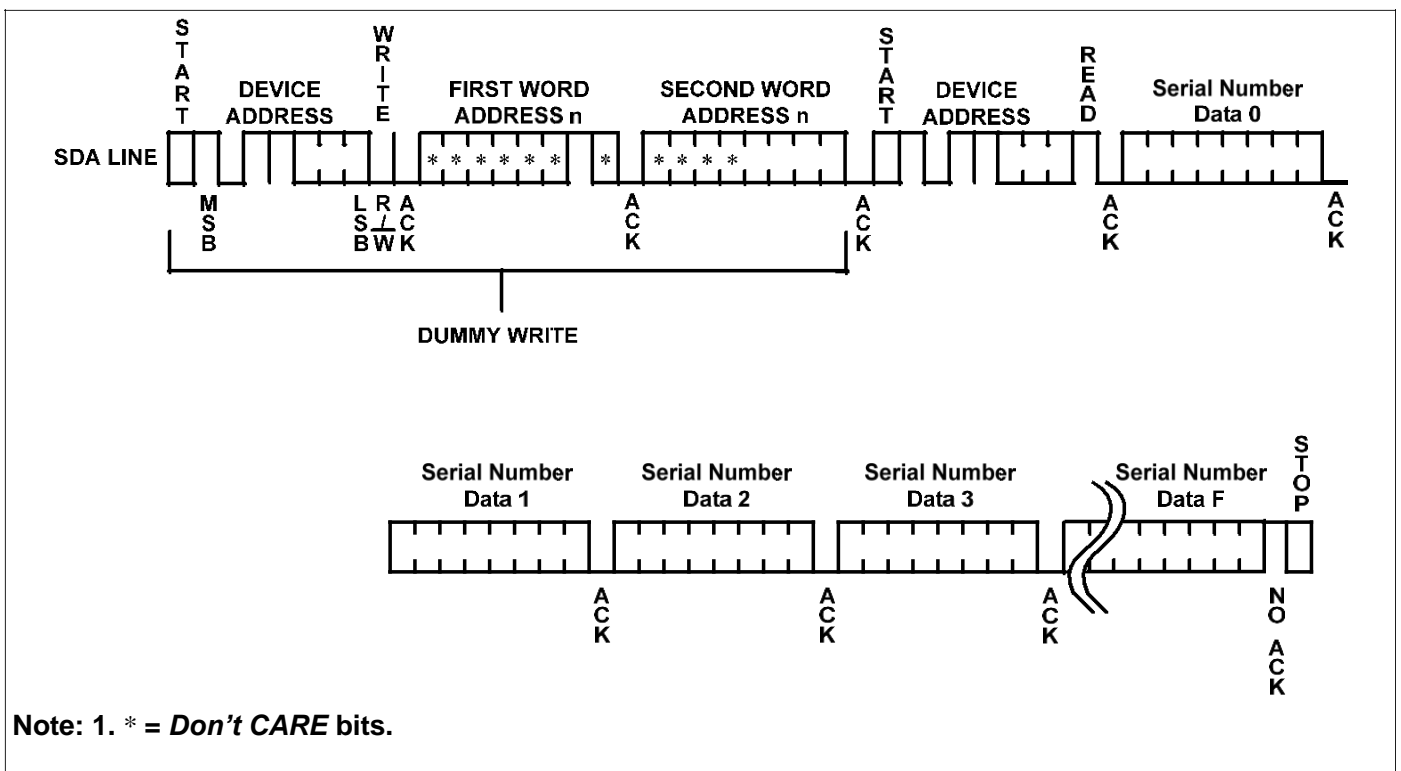 START
DEVICE
ADDRESS
WRITE
FIRST WORD
ADDRESS n
SECOND WORD
ADDRESS n
START
DEVICE
ADDRESS
READ
Serial Number
Data 0
SDA LINE
* * * * * * *
* * * *
MSB
LSB
R/W
ACK
ACK
ACK
ACK
ACK
DUMMY WRITE
Serial Number
Data 1
Serial Number
Data 2
Serial Number
Data 3
Serial Number
Data F
STOP
ACK
ACK
ACK
NO ACK
Note: 1. * = Don't CARE bits.